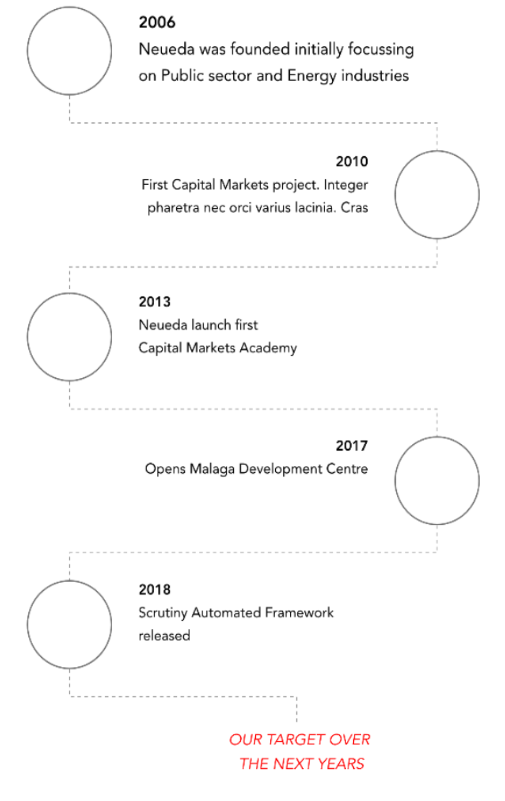 2006
Neueda was founded initially focussing
on Public sector and Energy industries
2010
First Capital Markets project. Integer
pharetra nec orci varius lacinia. Cras
2013
Neueda launch first
Capital Markets Academy
2017
Opens Malaga Development Centre
2018
Scrutiny Automated Framework
released
OUR TARGET OVER
THE NEXT YEARS